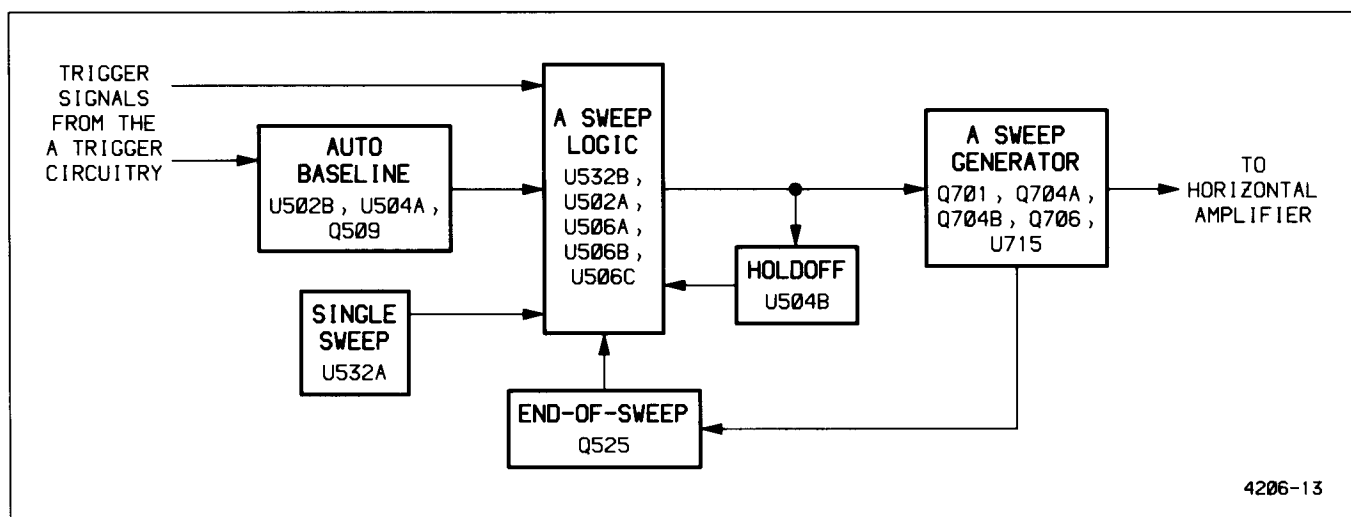 TRIGGER
SIGNALS
FROM THE
A TRIGGER
CIRCUITRY
AUTO
BASELINE
U502B, U504A,
Q509
SINGLE
SWEEP
U532A
A SWEEP
LOGIC
U532B,
U502A,
U506A,
U506B,
U506C
END-OF-SWEEP
Q525
HOLDOFF
U504B
A SWEEP
GENERATOR
Q701, Q704A,
Q704B, Q706,
U715
TO
HORIZONTAL
AMPLIFIER
4206-13